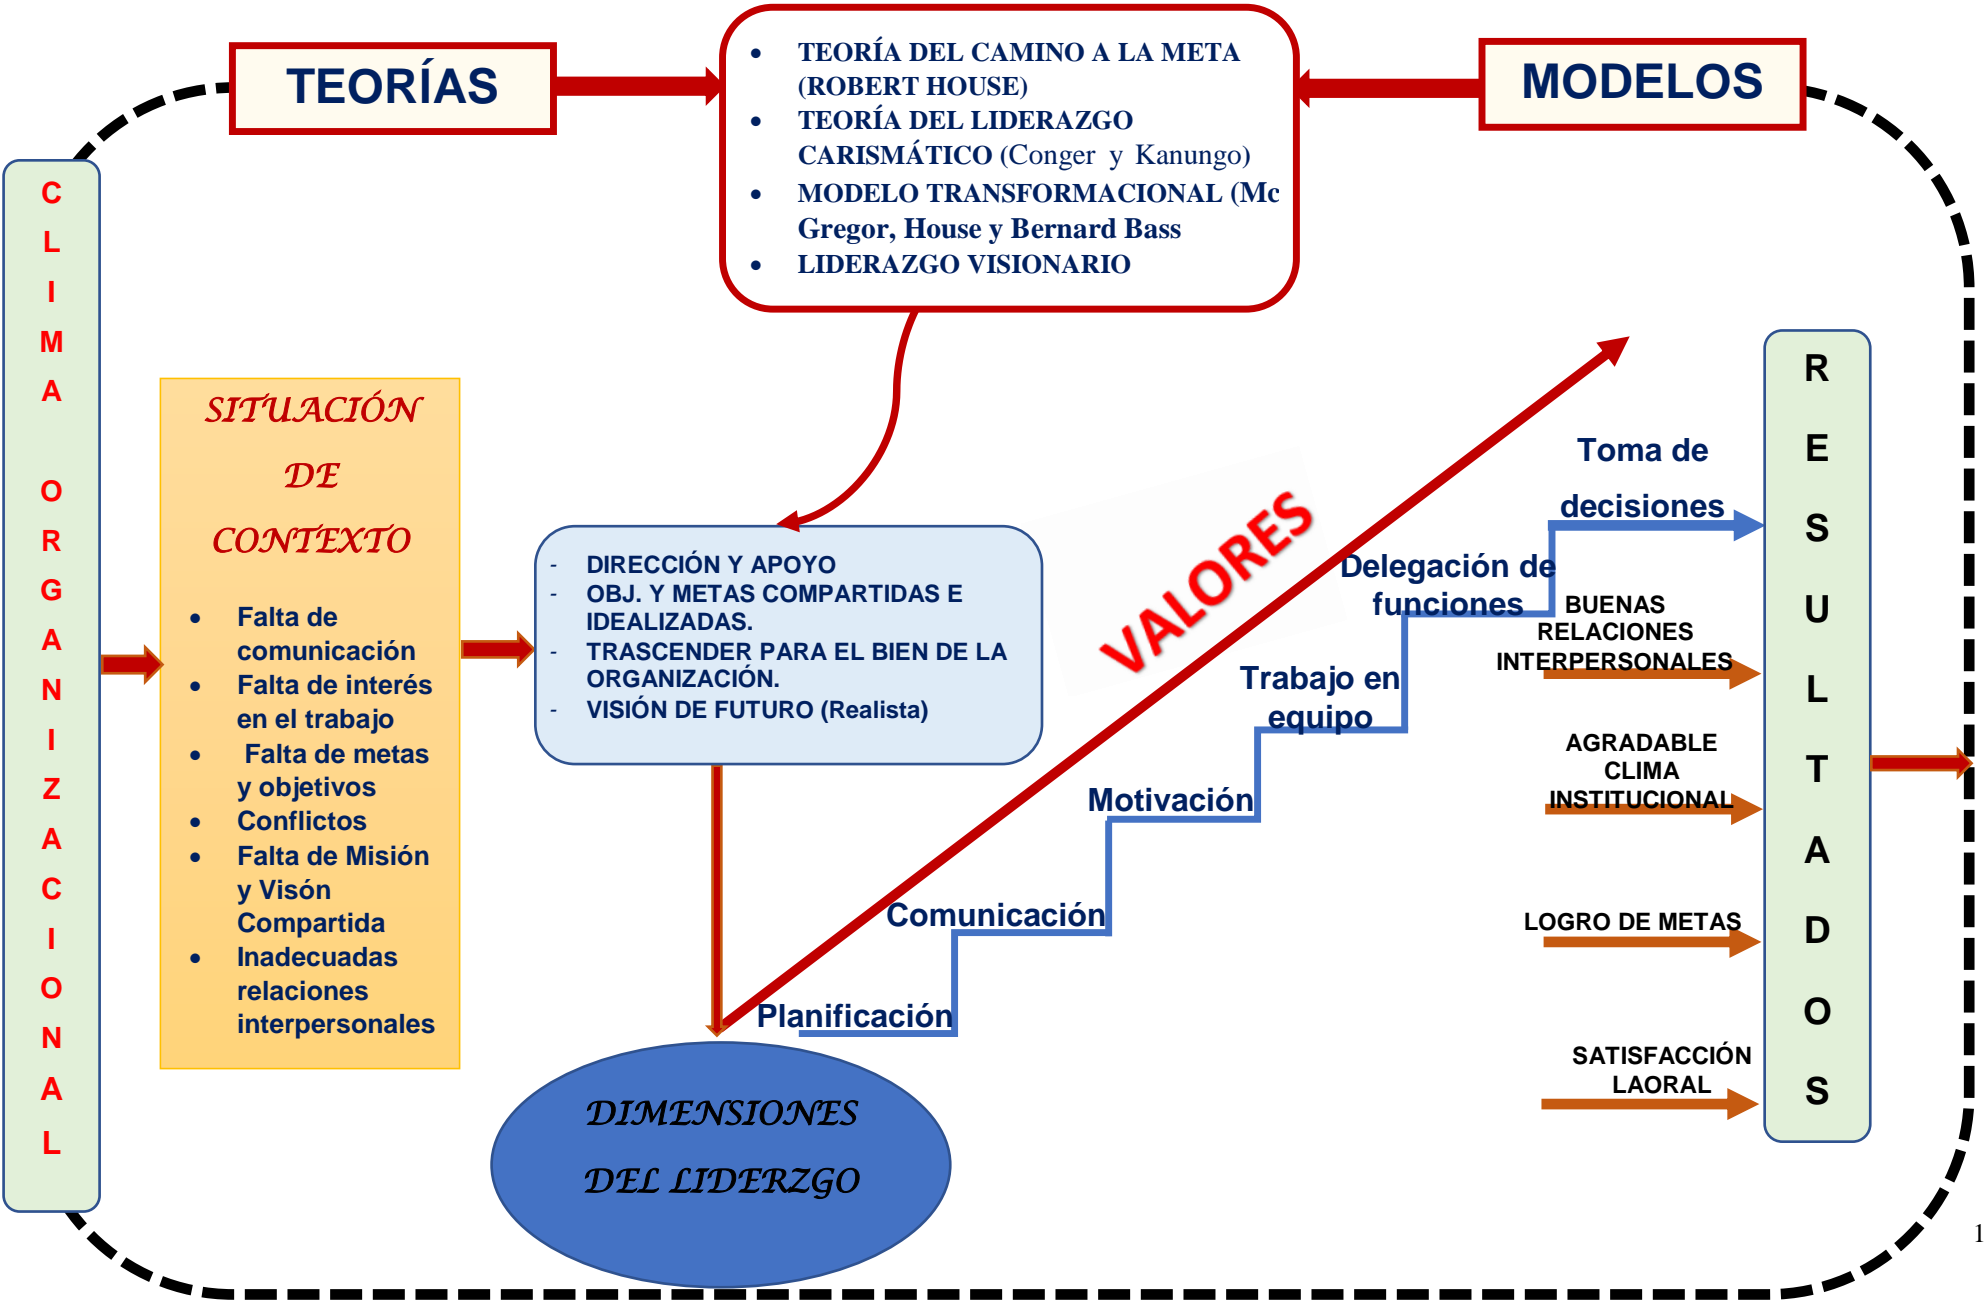 TEORÍAS
• TEORÍA DEL CAMINO A LA META
(ROBERT HOUSE)
• TEORÍA DEL LIDERAZGO
CARISMÁTICO (Conger y Kanungo)
• MODELO TRANSFORMACIONAL (Mc
Gregor, House y Bernard Bass
• LIDERAZGO VISIONARIO
MODELOS
CLIMA ORGANIZACIONAL
SITUACIÓN
DE
CONTEXTO
• Falta de
comunicación
• Falta de interés
en el trabajo
• Falta de metas
y objetivos
• Conflictos
• Falta de Misión
y Visón
Compartida
• Inadecuadas
relaciones
interpersonales
- DIRECCIÓN Y APOYO
- OBJ. Y METAS COMPARTIDAS E
IDEALIZADAS.
- TRASCENDER PARA EL BIEN DE LA
ORGANIZACIÓN.
- VISIÓN DE FUTURO (Realista)
VALORES
Toma de
decisiones
Delegación de
funciones
Trabajo en
equipo
Motivación
Comunicación
Planificación
DIMENSIONES
DEL LIDERZGO
BUENAS
RELACIONES
INTERPERSONALES
AGRADABLE
CLIMA
INSTITUCIONAL
LOGRO DE METAS
SATISFACCIÓN
LAORAL
RESULTADOS
1